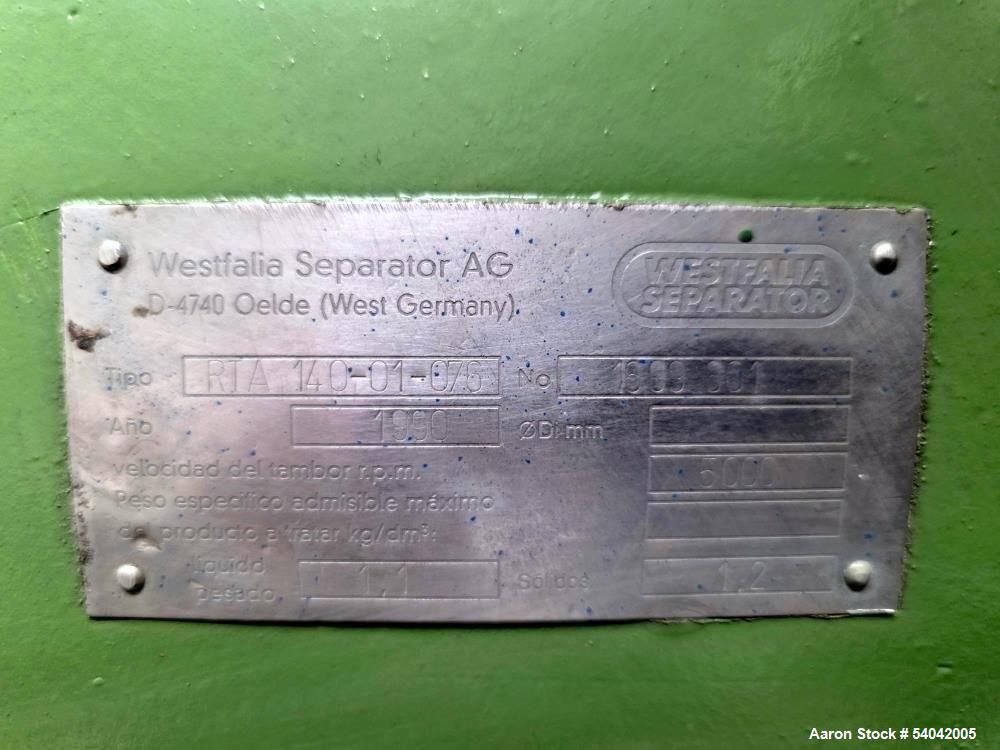 Westfalia Separator AG
D-4740 Oelde (West Germany)
WESTFALIA
SEPARATOR
Tipo RTA 140-01-076 No
Año 1990 ØDi mm
velocidad del tambor r.p.m. 5000
Peso especifico admisible máximo
del producto a tratar kg/dm³:
liquido
pesado 1.1 Sólidos 1.2
Aaron Stock # 54042005